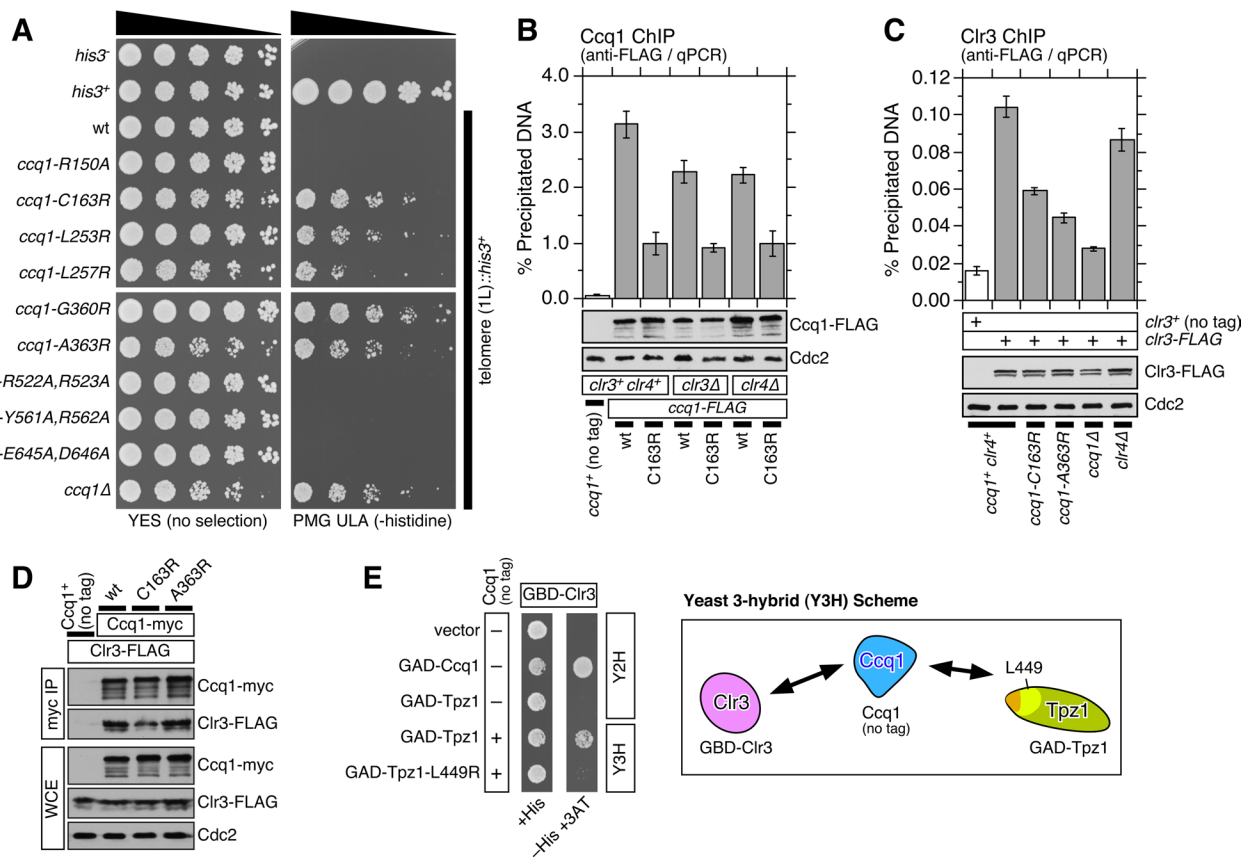 A
his3-
his3+
wt
ccq1-R150A
ccq1-C163R
ccq1-L253R
ccq1-L257R
ccq1-G360R
ccq1-A363R
-R522A,R523A
-Y561A,R562A
-E645A,D646A
ccq1Δ
YES (no selection)
PMG ULA (-histidine)
telomere (1L)::his3+
B
Ccq1 ChIP
(anti-FLAG / qPCR)
% Precipitated DNA
4.0
3.0
2.0
1.0
0.0
Ccq1-FLAG
Cdc2
clr3+ clr4+
clr3Δ
clr4Δ
ccq1-FLAG
ccq1+ (no tag)
wt
C163R
wt
C163R
wt
C163R
C
Clr3 ChIP
(anti-FLAG / qPCR)
% Precipitated DNA
0.12
0.10
0.08
0.06
0.04
0.02
0.00
+ clr3+ (no tag)
+ + + + + clr3-FLAG
Clr3-FLAG
Cdc2
ccq1+ clr4+
ccq1-C163R
ccq1-A363R
ccq1Δ
clr4Δ
D
Ccq1+
(no tag)
wt
C163R
A363R
Ccq1-myc
Clr3-FLAG
myc IP
Ccq1-myc
Clr3-FLAG
WCE
Ccq1-myc
Clr3-FLAG
Cdc2
E
Ccq1
(no tag)
GBD-Clr3
vector –
GAD-Ccq1 –
GAD-Tpz1 –
GAD-Tpz1 +
GAD-Tpz1-L449R +
Y2H
Y3H
+His
–His +3AT
Yeast 3-hybrid (Y3H) Scheme
Clr3
GBD-Clr3
Ccq1
Ccq1
(no tag)
L449
Tpz1
GAD-Tpz1